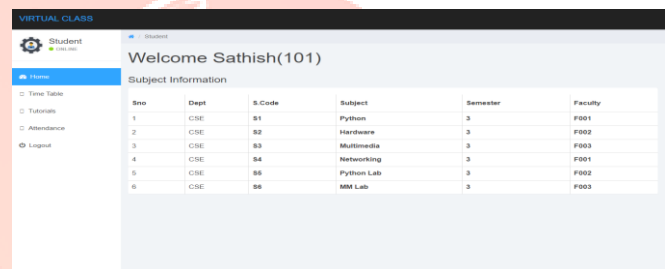 VIRTUAL CLASS
Student
ONLINE
Home
Time Table
Tutorials
Attendance
Logout
/ Student
Welcome Sathish(101)
Subject Information
Sno Dept S.Code Subject Semester Faculty
1 CSE S1 Python 3 F001
2 CSE S2 Hardware 3 F002
3 CSE S3 Multimedia 3 F003
4 CSE S4 Networking 3 F001
5 CSE S5 Python Lab 3 F002
6 CSE S6 MM Lab 3 F003